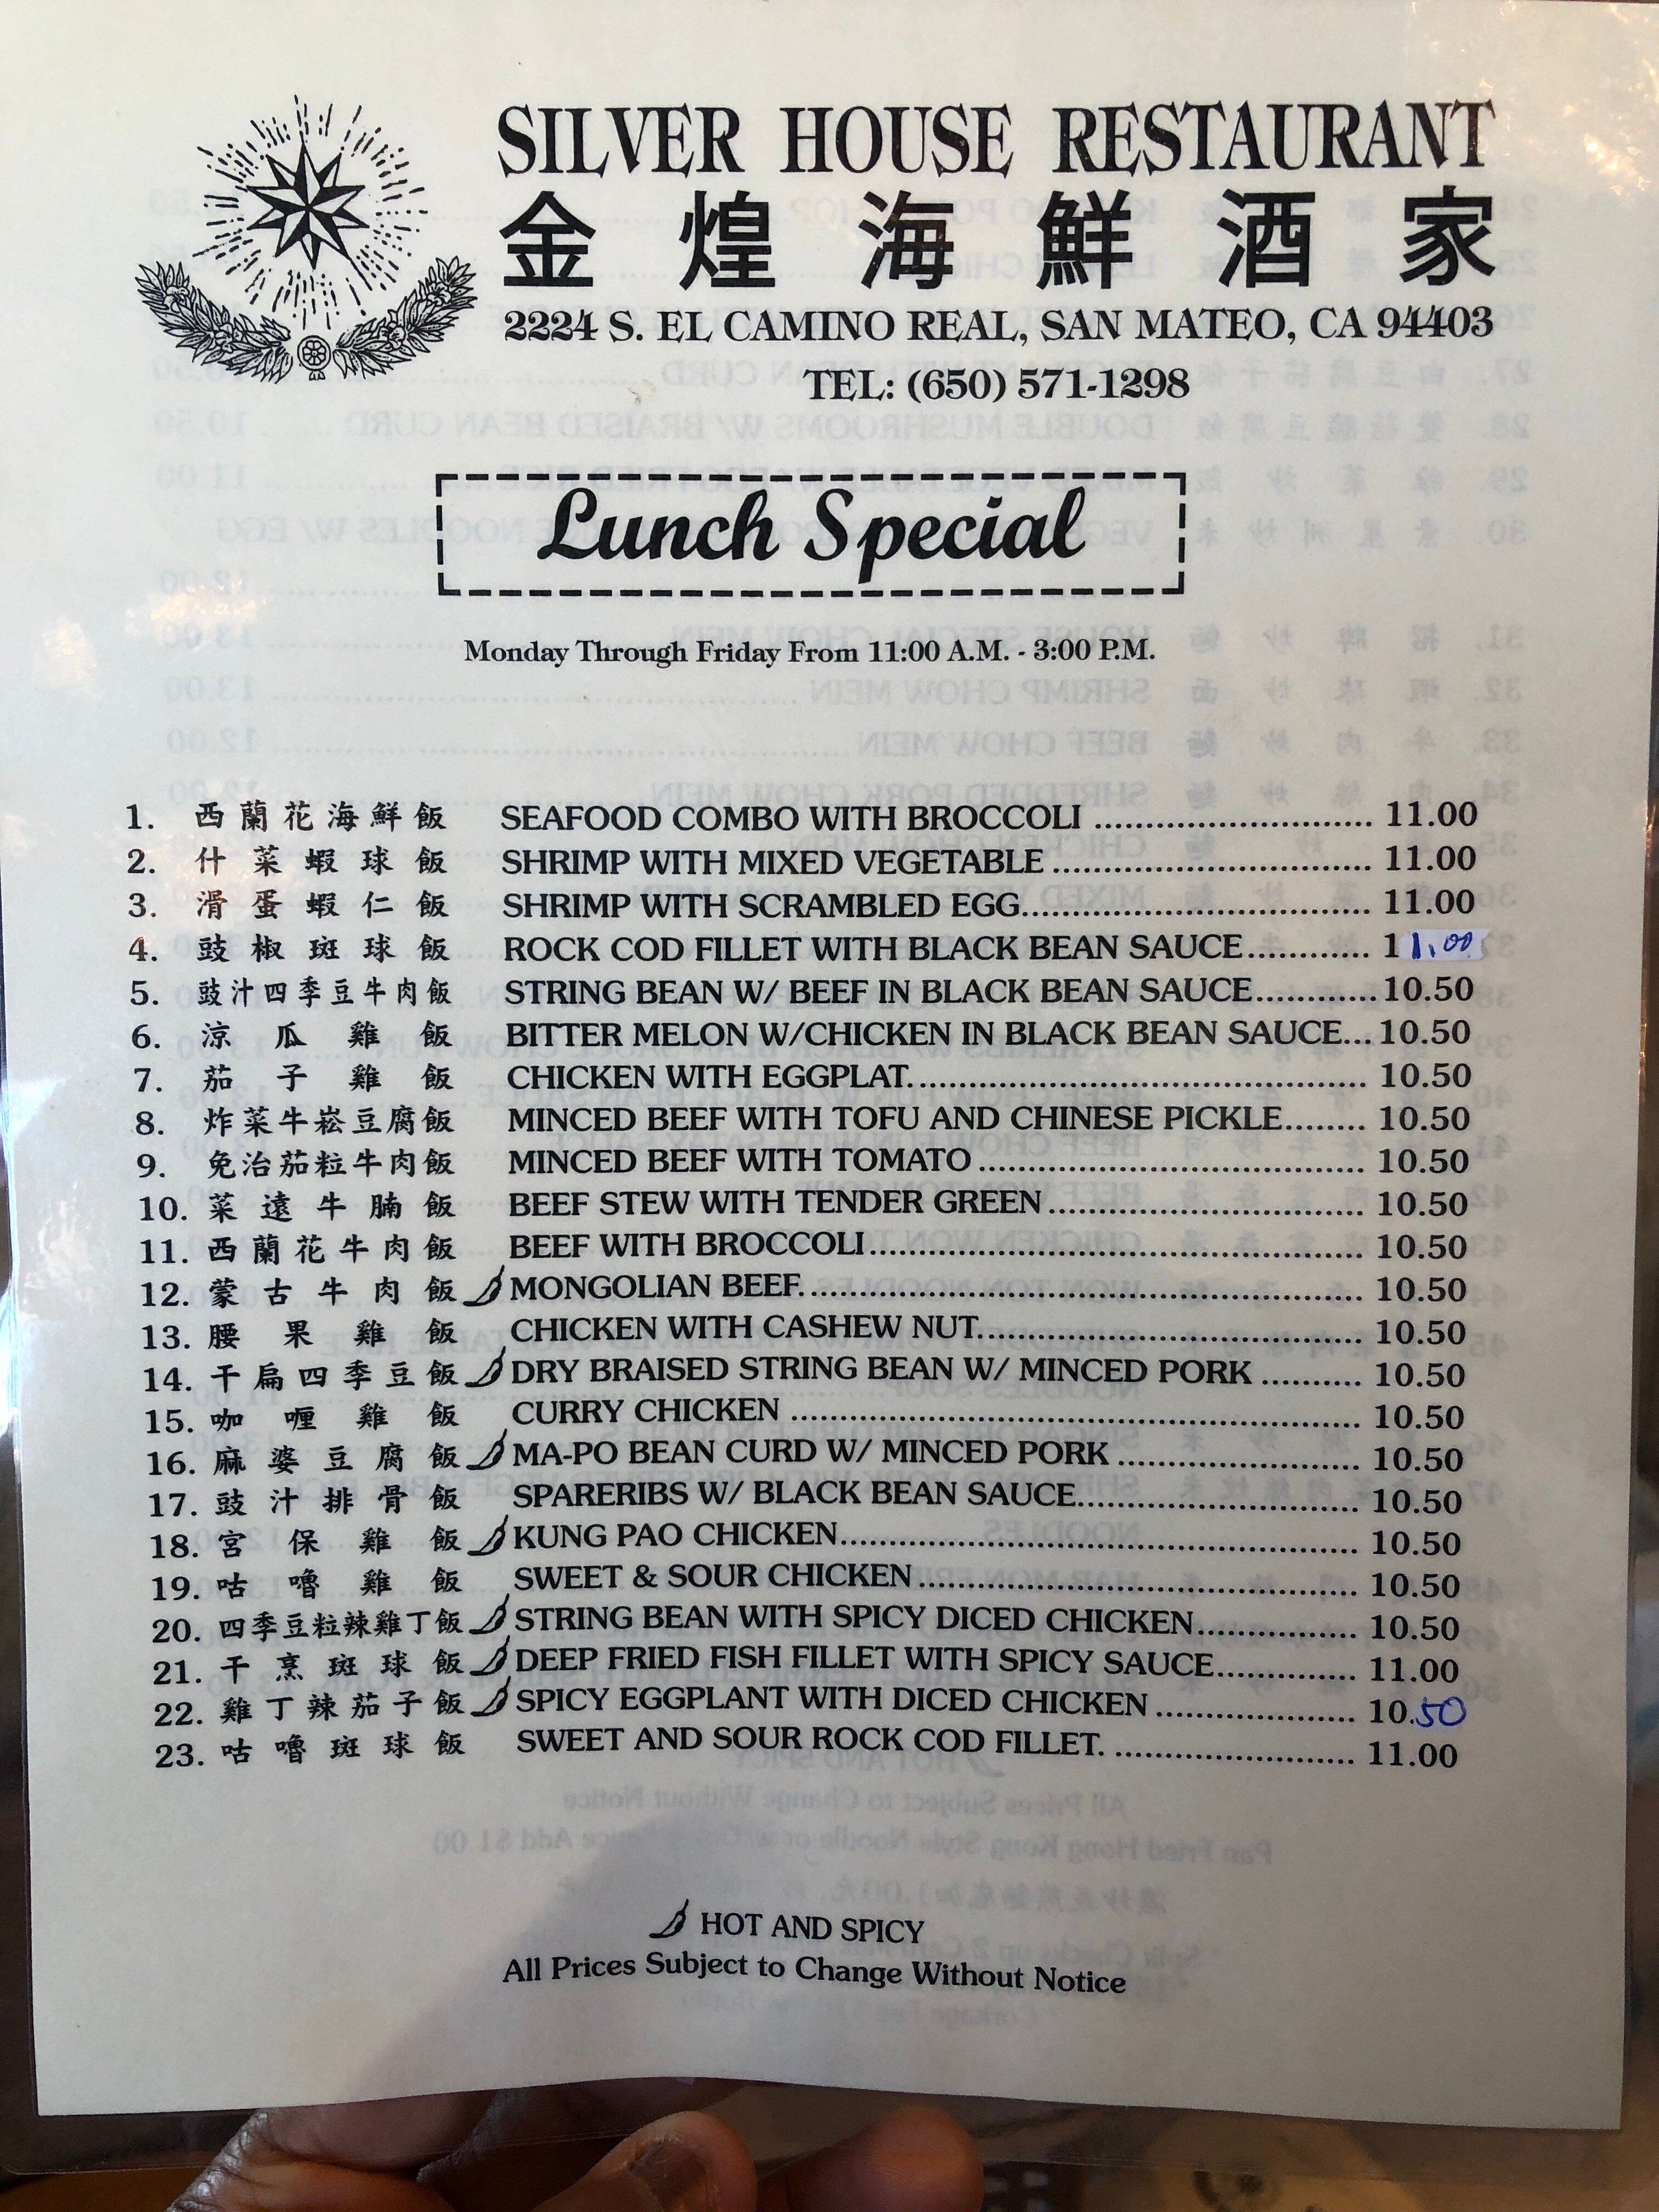 SILVER HOUSE RESTAURANT
金煌海鮮酒家
2224 S. EL CAMINO REAL, SAN MATEO, CA 94403
TEL: (650) 571-1298
Lunch Special
Monday Through Friday From 11:00 A.M. - 3:00 P.M.
1. 西蘭花海鮮飯 SEAFOOD COMBO WITH BROCCOLI ............................ 11.00
2. 什菜蝦球飯 SHRIMP WITH MIXED VEGETABLE ................................ 11.00
3. 滑蛋蝦仁飯 SHRIMP WITH SCRAMBLED EGG................................... 11.00
4. 豉椒斑球飯 ROCK COD FILLET WITH BLACK BEAN SAUCE............ 11.00
5. 豉汁四季豆牛肉飯 STRING BEAN W/ BEEF IN BLACK BEAN SAUCE............10.50
6. 涼瓜雞飯 BITTER MELON W/CHICKEN IN BLACK BEAN SAUCE...10.50
7. 茄子雞飯 CHICKEN WITH EGGPLAT.............................................. 10.50
8. 炸菜牛崧豆腐飯 MINCED BEEF WITH TOFU AND CHINESE PICKLE........ 10.50
9. 免治茄粒牛肉飯 MINCED BEEF WITH TOMATO ....................................... 10.50
10. 菜遠牛腩飯 BEEF STEW WITH TENDER GREEN................................ 10.50
11. 西蘭花牛肉飯 BEEF WITH BROCCOLI.................................................. 10.50
12. 蒙古牛肉飯 MONGOLIAN BEEF........................................................ 10.50
13. 腰果雞飯 CHICKEN WITH CASHEW NUT...................................... 10.50
14. 干扁四季豆飯 DRY BRAISED STRING BEAN W/ MINCED PORK .......... 10.50
15. 咖喱雞飯 CURRY CHICKEN ......................................................... 10.50
16. 麻婆豆腐飯 MA-PO BEAN CURD W/ MINCED PORK ........................ 10.50
17. 豉汁排骨飯 SPARERIBS W/ BLACK BEAN SAUCE............................ 10.50
18. 宮保雞飯 KUNG PAO CHICKEN.................................................... 10.50
19. 咕嚕雞飯 SWEET & SOUR CHICKEN............................................ 10.50
20. 四季豆粒辣雞丁飯 STRING BEAN WITH SPICY DICED CHICKEN................ 10.50
21. 干烹斑球飯 DEEP FRIED FISH FILLET WITH SPICY SAUCE.............. 11.00
22. 雞丁辣茄子飯 SPICY EGGPLANT WITH DICED CHICKEN .................... 10.50
23. 咕嚕斑球飯 SWEET AND SOUR ROCK COD FILLET. ........................ 11.00
HOT AND SPICY
All Prices Subject to Change Without Notice